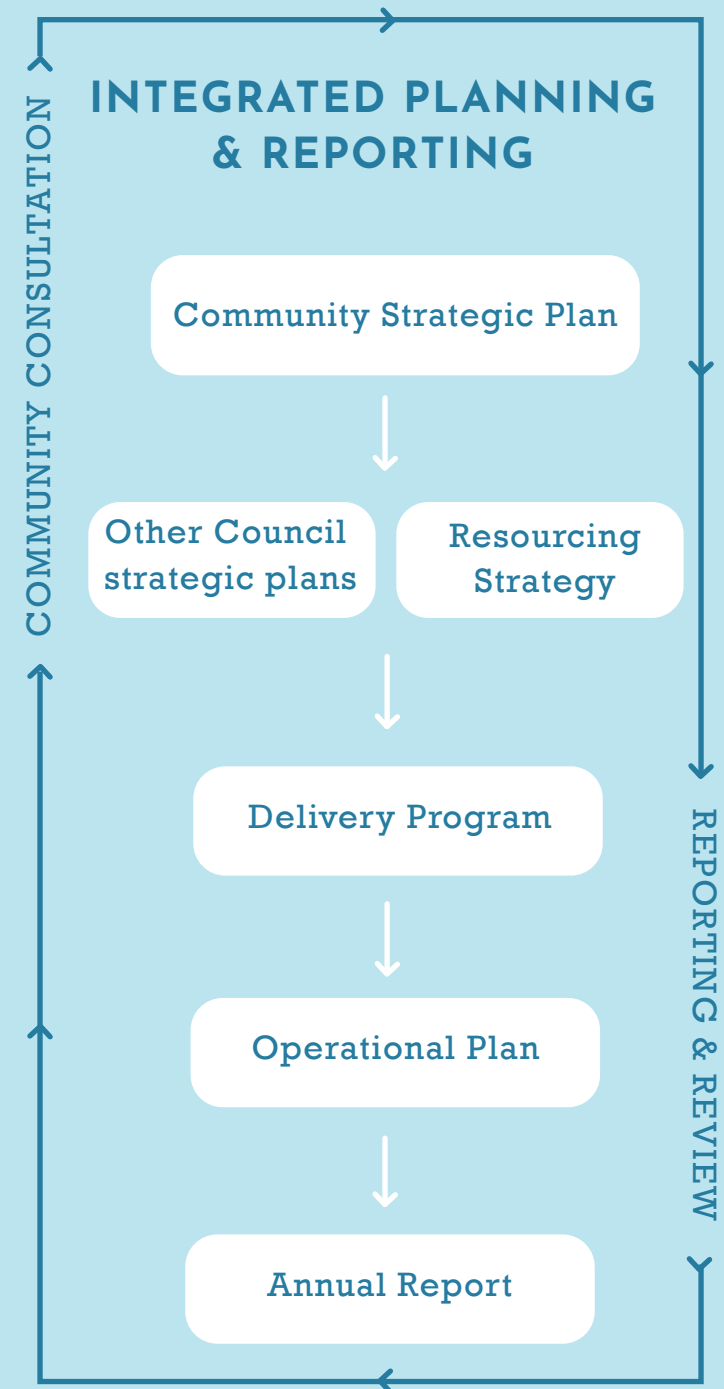 INTEGRATED PLANNING
& REPORTING
COMMUNITY CONSULTATION
Community Strategic Plan
Other Council
strategic plans
Resourcing
Strategy
Delivery Program
Operational Plan
Annual Report
REPORTING & REVIEW